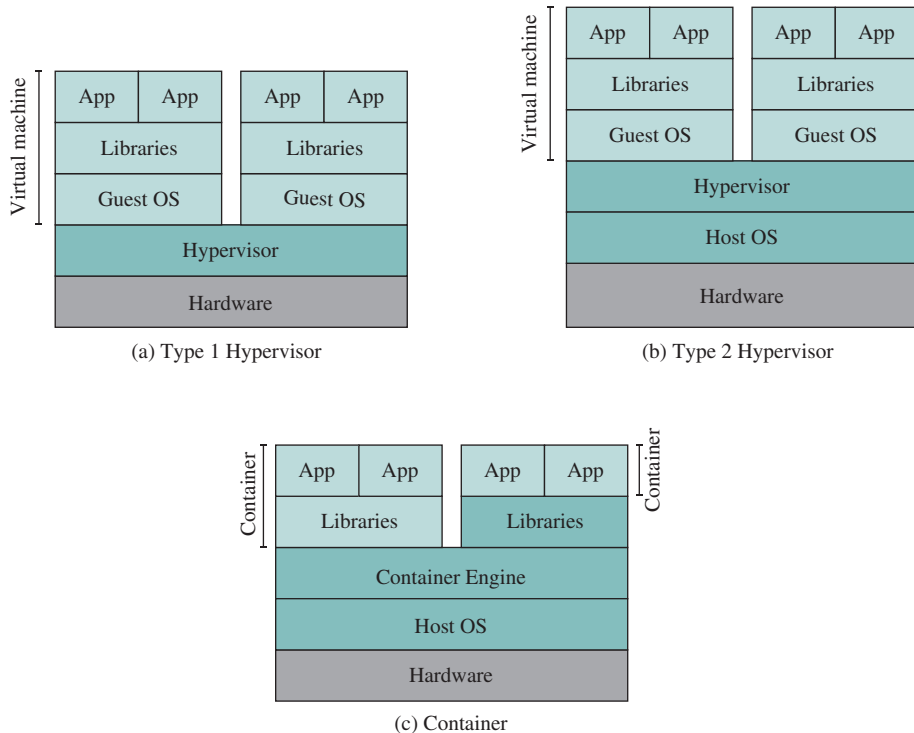 Virtual machine
App App App App
Libraries Libraries
Guest OS Guest OS
Hypervisor
Hardware
(a) Type 1 Hypervisor
Virtual machine
App App App App
Libraries Libraries
Guest OS Guest OS
Hypervisor
Host OS
Hardware
(b) Type 2 Hypervisor
Container
App App App App
Container
Libraries Libraries
Container Engine
Host OS
Hardware
(c) Container